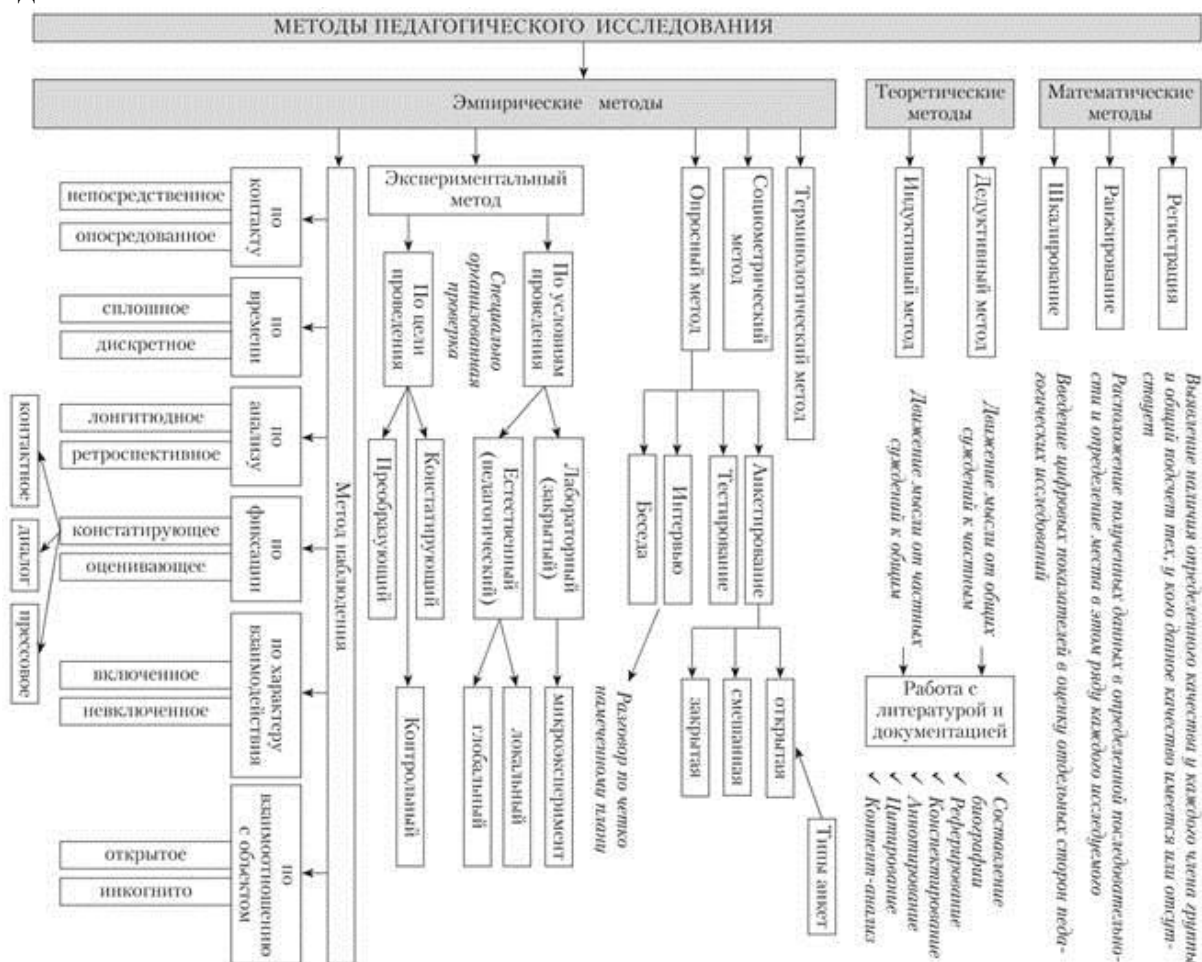 МЕТОДЫ ПЕДАГОГИЧЕСКОГО ИССЛЕДОВАНИЯ
Эмпирические методы
Теоретические
методы
Математические
методы
Метод наблюдения
по
контакту
непосредственное
опосредованное
по
времени
сплошное
дискретное
по
анализу
лонгитюдное
ретроспективное
по
фиксации
констатирующее
оценивающее
контактное
диалог
прессовое
по характеру
взаимодействия
включенное
невключенное
по
взаимоотношению
с объектом
открытое
инкогнито
Экспериментальный
метод
По цели
проведения
Специально
организованная
проверка
По условиям
проведения
Преобразующий
Констатирующий
Контрольный
Естественный
(педагогический)
Лабораторный
(закрытый)
глобальный
локальный
микроэксперимент
Опросный метод
Социометрический
метод
Терминологический метод
Беседа
Интервью
Тестирование
Анкетирование
Разговор по четко
намеченному плану
закрытая
смешанная
открытая
Типы анкет
Индуктивный метод
Дедуктивный метод
Движение мысли от частных
суждений к общим
Движение мысли от общих
суждений к частным
Работа с
литературой и
документацией
✓ Составление
биографии
✓ Реферирование
✓ Конспектирование
✓ Аннотирование
✓ Цитирование
✓ Контент-анализ
Шкалирование
Ранжирование
Регистрация
Введение цифровых показателей в оценку отдельных сторон педа-
гогических исследований
Расположение полученных данных в определенной последовательно-
сти и определение места в этом ряду каждого исследуемого
Выявление наличия определенного качества у каждого члена группы
и общий подсчет тех, у кого данное качество имеется или отсут-
ствует